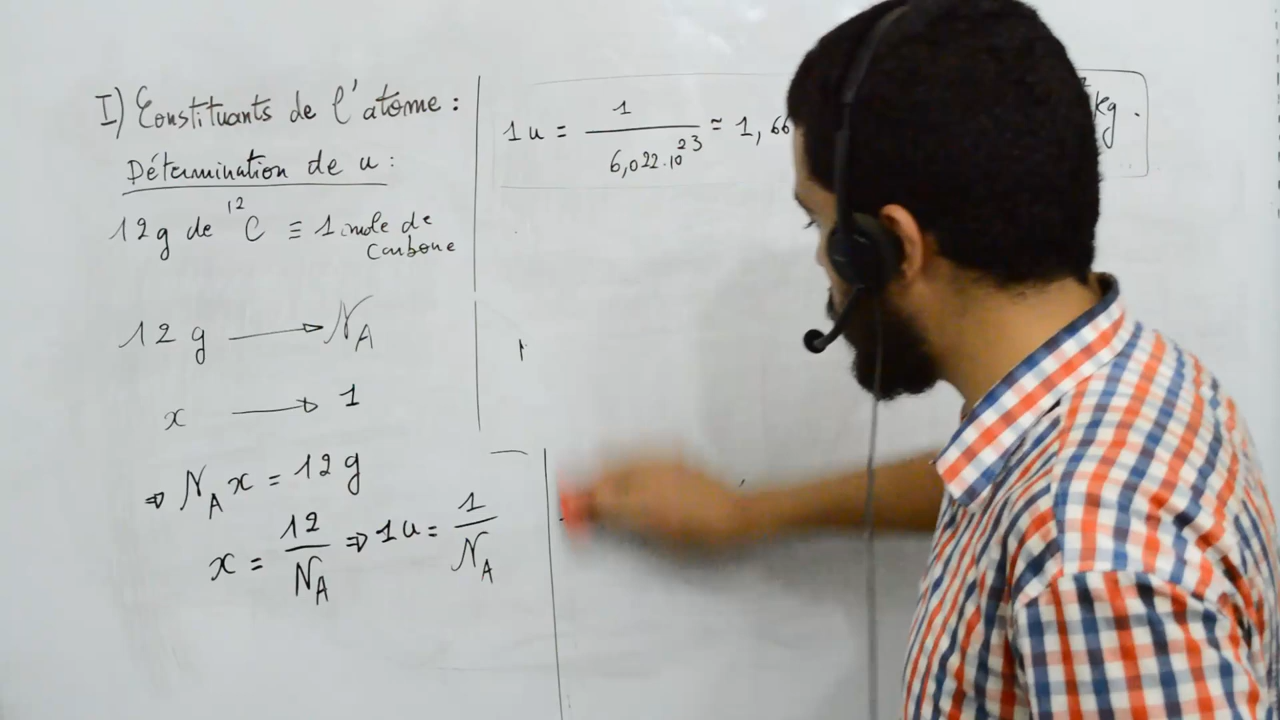 I) Constituants de l'atome :
Détermination de u :
12g de ¹²C ≡ 1 mole de
Carbone
12 g → N_A
x → 1
⇒ N_A x = 12 g
x = 12/N_A ⇒ 1u = 1/N_A
1u = 1/6,022.10²³ ≈ 1,66 kg.